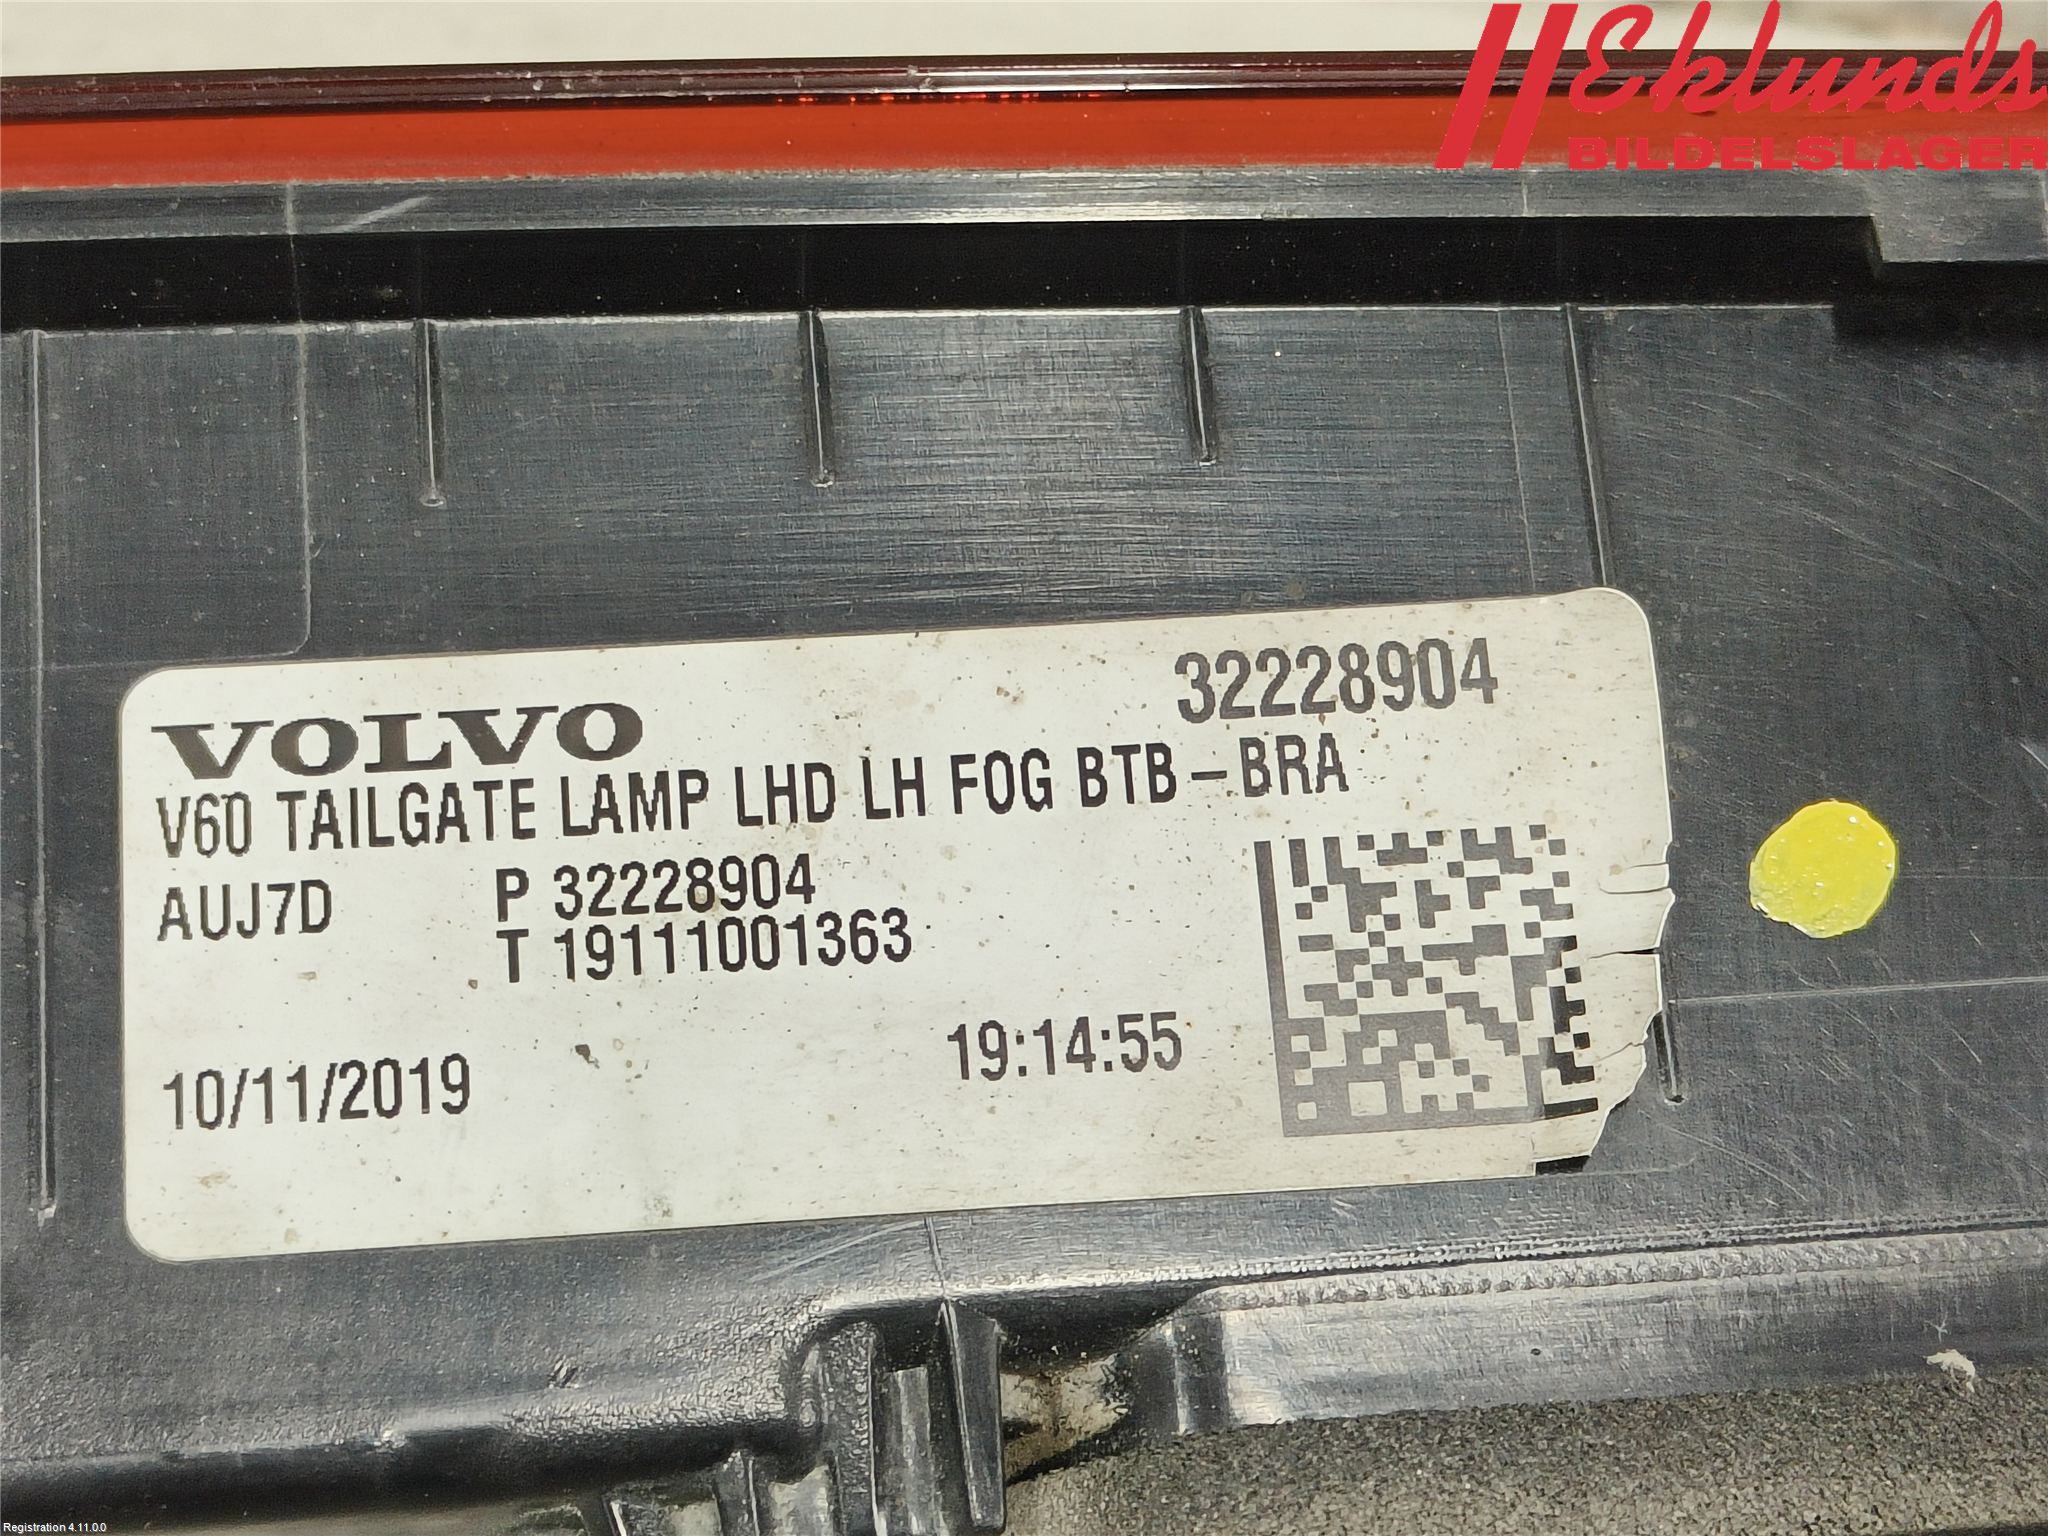 Eklunds
BILDELSLAGER
VOLVO
32228904
V60 TAILGATE LAMP LHD LH FOG BTB-BRA
AUJ7D P 32228904
T 19111001363
10/11/2019 19:14:55
Registration 4.11.0.0